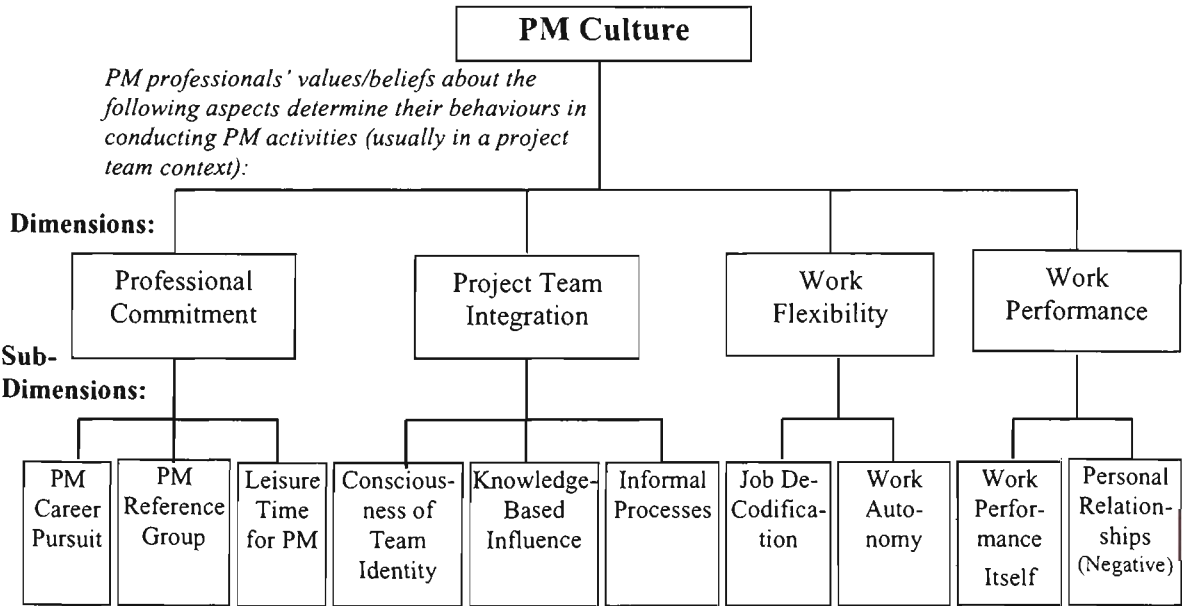 PM Culture
PM professionals' values/beliefs about the
following aspects determine their behaviours in
conducting PM activities (usually in a project
team context):
Dimensions:
Professional
Commitment
Project Team
Integration
Work
Flexibility
Work
Performance
Sub-
Dimensions:
PM
Career
Pursuit
PM
Reference
Group
Leisure
Time
for PM
Conscious-
ness of
Team
Identity
Knowledge-
Based
Influence
Informal
Processes
Job De-
Codifica-
tion
Work
Auto-
nomy
Work
Perfor-
mance
Itself
Personal
Relation-
ships
(Negative)